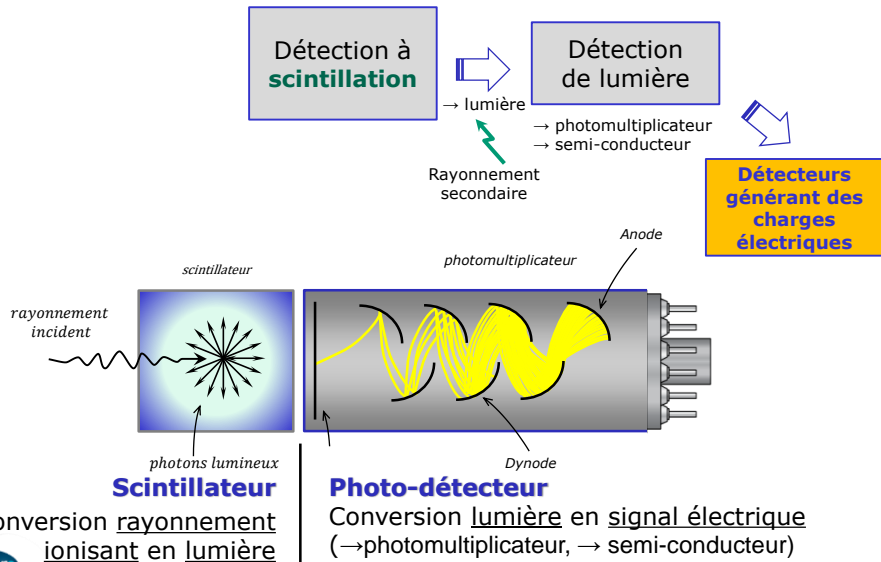 Détection à
scintillation
→ lumière
Rayonnement
secondaire
Détection
de lumière
→ photomultiplicateur
→ semi-conducteur
Détecteurs
générant des
charges
électriques
scintillateur
photomultiplicateur
Anode
rayonnement
incident
photons lumineux
Dynode
Scintillateur
onversion rayonnement
ionisant en lumière
Photo-détecteur
Conversion lumière en signal électrique
(→photomultiplicateur, → semi-conducteur)